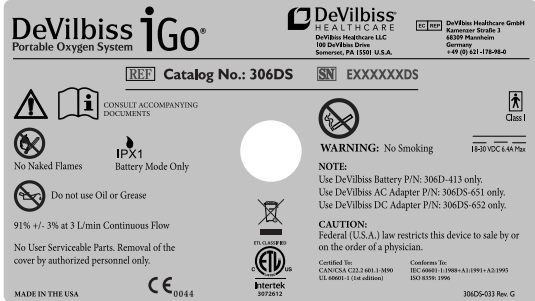 DeVilbiss iGo®
Portable Oxygen System
DeVilbiss®
HEALTHCARE
DeVilbiss Healthcare LLC
100 DeVilbiss Drive
Somerset, PA 15501 U.S.A.
EC REP
DeVilbiss Healthcare GmbH
Kamenzer Straße 3
68309 Mannheim
Germany
+49 (0) 621-178-98-0
REF Catalog No.: 306DS SN EXXXXXXDS
CONSULT ACCOMPANYING
DOCUMENTS
No Naked Flames
IPX1
Battery Mode Only
Do not use Oil or Grease
91% +/- 3% at 3 L/min Continuous Flow
No User Serviceable Parts. Removal of the
cover by authorized personnel only.
MADE IN THE USA
CE 0044
ETL CLASSIFIED
C ETL US
Intertek
3072612
WARNING: No Smoking
Class I
18-30 VDC 6.4A Max
NOTE:
Use DeVilbiss Battery P/N: 306D-413 only.
Use DeVilbiss AC Adapter P/N: 306DS-651 only.
Use DeVilbiss DC Adapter P/N: 306DS-652 only.
CAUTION:
Federal (U.S.A.) law restricts this device to sale by or
on the order of a physician.
Certified To:
CAN/CSA C22.2 601.1-M90
UL 60601-1 (1st edition)
Conforms To:
IEC 60601-1:1988+A1:1991+A2:1995
ISO 8359: 1996
306DS-033 Rev. G